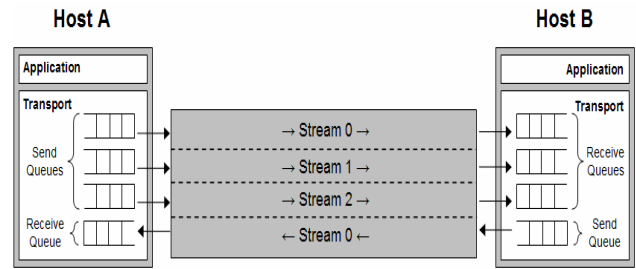 Host A
Host B
Application
Application
Transport
Transport
→ Stream 0 →
Send
Queues
→ Stream 1 →
Receive
Queues
→ Stream 2 →
Receive
Queue
← Stream 0 ←
Send
Queue